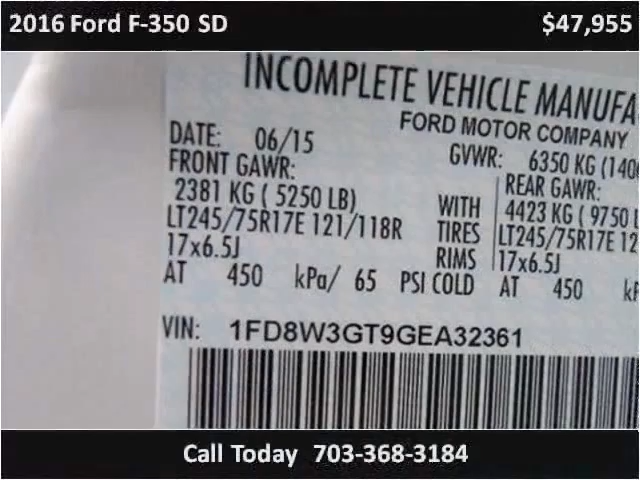 2016 Ford F-350 SD $47,955
INCOMPLETE VEHICLE
FORD MOTOR COMPANY
DATE: 06/15 GVWR: 6350 KG
FRONT GAWR: REAR GAWR:
2381 KG ( 5250 LB) WITH 4423 KG ( 9750
LT245/75R17E 121/118R TIRES LT245/75R17E
17x6.5J RIMS 17x6.5J
AT 450 kPa/ 65 PSI COLD AT 450
VIN: 1FD8W3GT9GEA32361
Call Today 703-368-3184